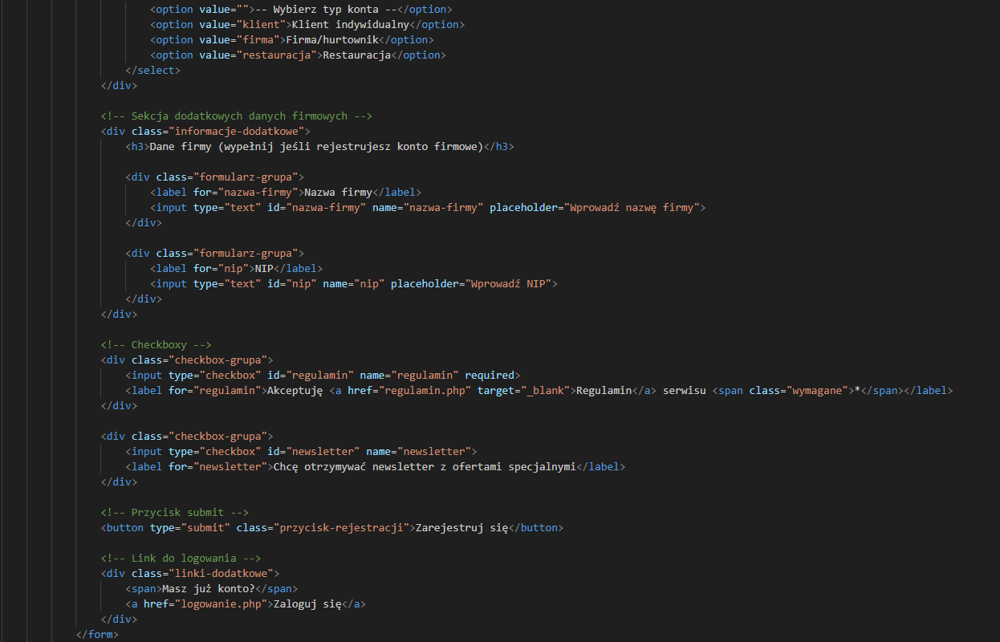 <option value="">-- Wybierz typ konta --</option>
<option value="klient">Klient indywidualny</option>
<option value="firma">Firma/hurtownik</option>
<option value="restauracja">Restauracja</option>
</select>
</div>
<!-- Sekcja dodatkowych danych firmowych -->
<div class="informacje-dodatkowe">
<h3>Dane firmy (wypełnij jeśli rejestrujesz konto firmowe)</h3>
<div class="formularz-grupa">
<label for="nazwa-firmy">Nazwa firmy</label>
<input type="text" id="nazwa-firmy" name="nazwa-firmy" placeholder="Wprowadź nazwę firmy">
</div>
<div class="formularz-grupa">
<label for="nip">NIP</label>
<input type="text" id="nip" name="nip" placeholder="Wprowadź NIP">
</div>
</div>
<!-- Checkboxy -->
<div class="checkbox-grupa">
<input type="checkbox" id="regulamin" name="regulamin" required>
<label for="regulamin">Akceptuję <a href="regulamin.php" target="_blank">Regulamin</a> serwisu <span class="wymagane">*</span></label>
</div>
<div class="checkbox-grupa">
<input type="checkbox" id="newsletter" name="newsletter">
<label for="newsletter">Chcę otrzymywać newsletter z ofertami specjalnymi</label>
</div>
<!-- Przycisk submit -->
<button type="submit" class="przycisk-rejestracji">Zarejestruj się</button>
<!-- Link do logowania -->
<div class="linki-dodatkowe">
<span>Masz już konto?</span>
<a href="logowanie.php">Zaloguj się</a>
</div>
</form>